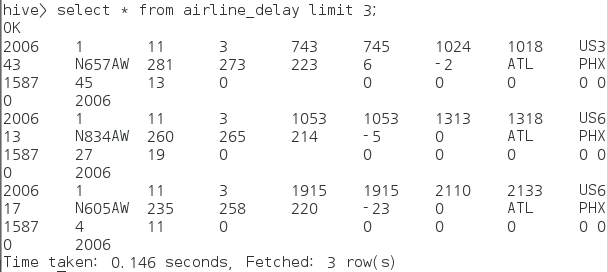 hive> select * from airline_delay limit 3;
OK
2006 1 11 3 743 745 1024 1018 US3
43 N657AW 281 273 223 6 -2 ATL PHX
1587 45 13 0 0 0 0 0 0
0 2006
2006 1 11 3 1053 1053 1313 1318 US6
13 N834AW 260 265 214 -5 0 ATL PHX
1587 27 19 0 0 0 0 0 0
0 2006
2006 1 11 3 1915 1915 2110 2133 US6
17 N605AW 235 258 220 -23 0 ATL PHX
1587 4 11 0 0 0 0 0 0
0 2006
Time taken: 0.146 seconds, Fetched: 3 row(s)